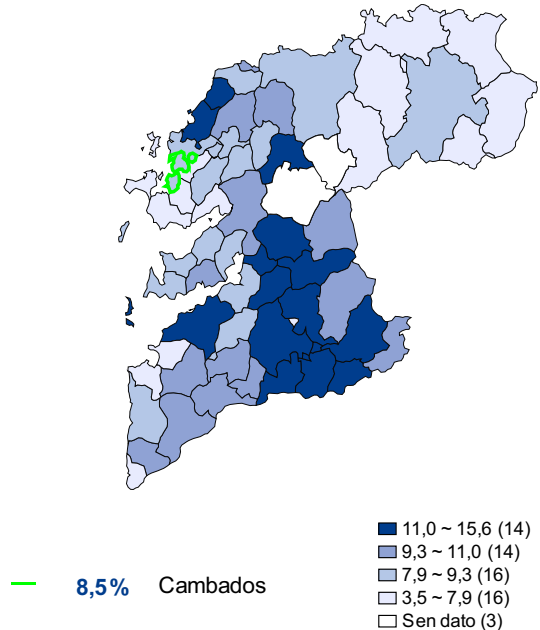 11,0 ~ 15,6 (14)
9,3 ~ 11,0 (14)
7,9 ~ 9,3 (16)
3,5 ~ 7,9 (16)
Sen dato (3)
8,5% Cambados